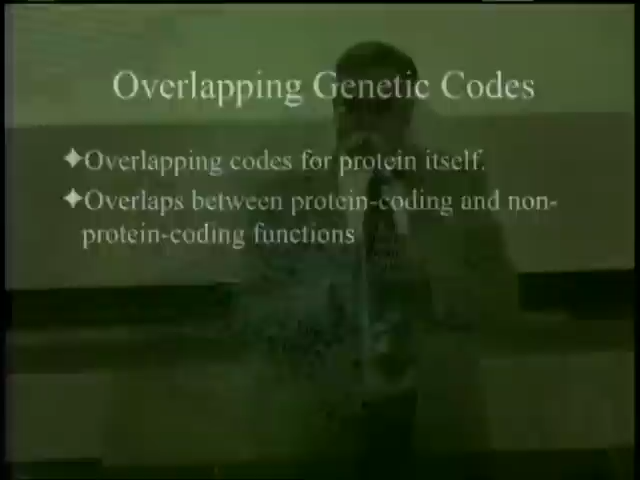 Overlapping Genetic Codes
✦Overlapping codes for protein itself.
✦Overlaps between protein-coding and non-
protein-coding functions